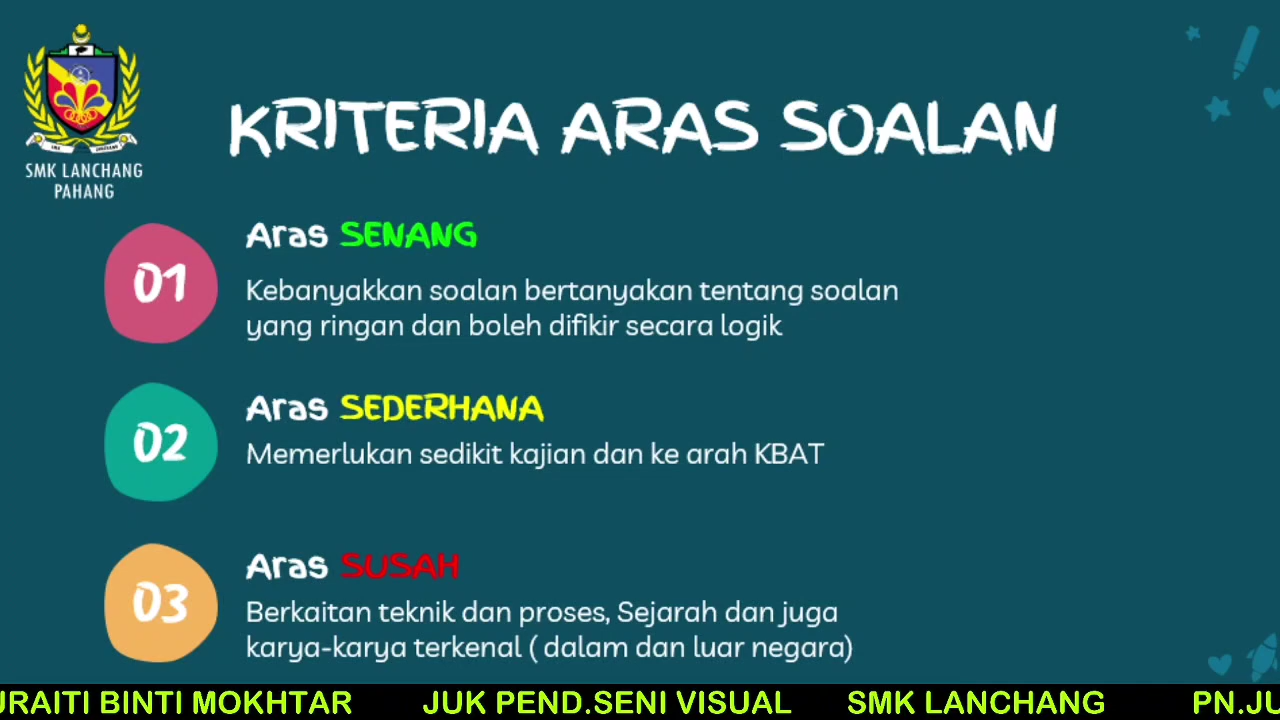 SMK LANCHANG
PAHANG
KRITERIA ARAS SOALAN
01
Aras SENANG
Kebanyakkan soalan bertanyakan tentang soalan
yang ringan dan boleh difikir secara logik
02
Aras SEDERHANA
Memerlukan sedikit kajian dan ke arah KBAT
03
Aras SUSAH
Berkaitan teknik dan proses, Sejarah dan juga
karya-karya terkenal ( dalam dan luar negara)
URAITI BINTI MOKHTAR JUK PEND.SENI VISUAL SMK LANCHANG PN.JU